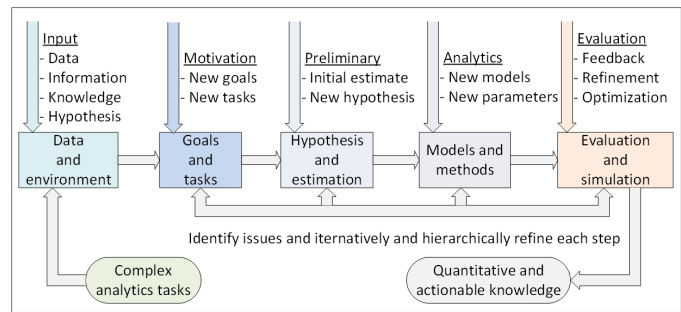 Input
- Data
- Information
- Knowledge
- Hypothesis
Motivation
- New goals
- New tasks
Preliminary
- Initial estimate
- New hypothesis
Analytics
- New models
- New parameters
Evaluation
- Feedback
- Refinement
- Optimization
Data
and
environment
Goals
and
tasks
Hypothesis
and
estimation
Models and
methods
Evaluation
and
simulation
Identify issues and iternatively and hierarchically refine each step
Complex
analytics tasks
Quantitative and
actionable knowledge